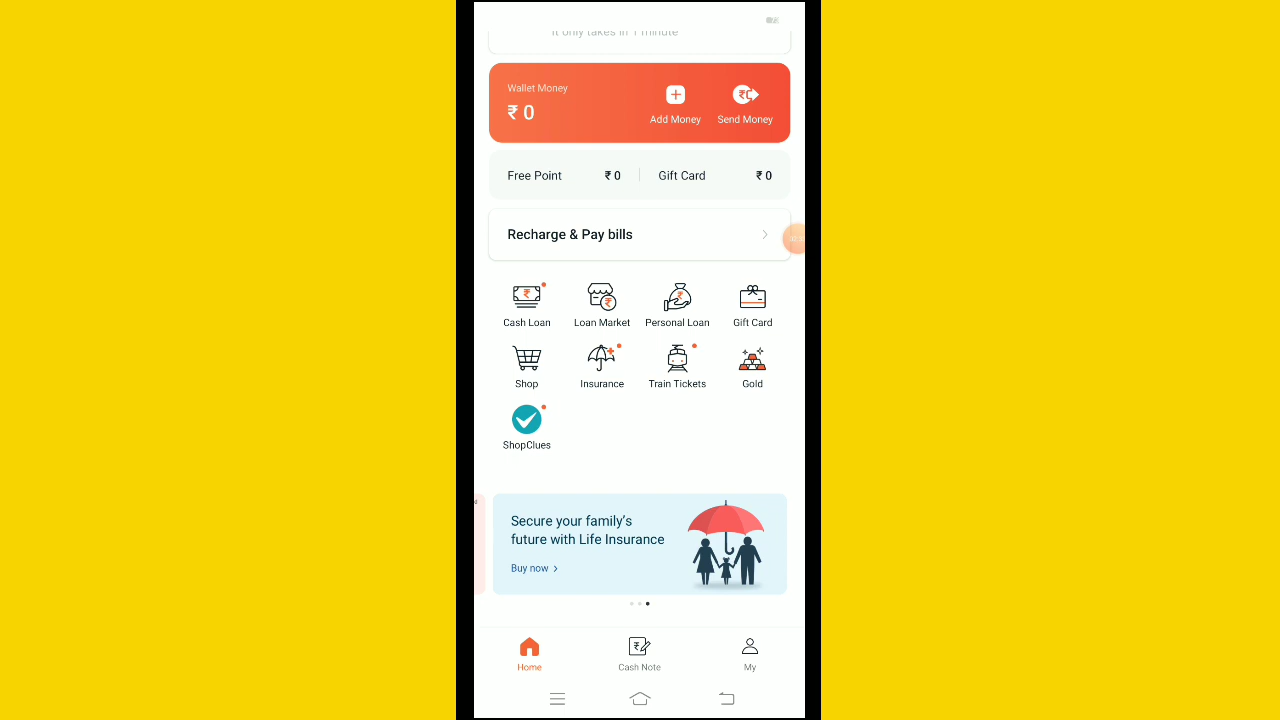 It only takes in 1 minute
Wallet Money
₹ 0
Add Money
Send Money
Free Point ₹ 0
Gift Card ₹ 0
Recharge & Pay bills
Cash Loan
Loan Market
Personal Loan
Gift Card
Shop
Insurance
Train Tickets
Gold
ShopClues
Secure your family's
future with Life Insurance
Buy now
Home
Cash Note
My